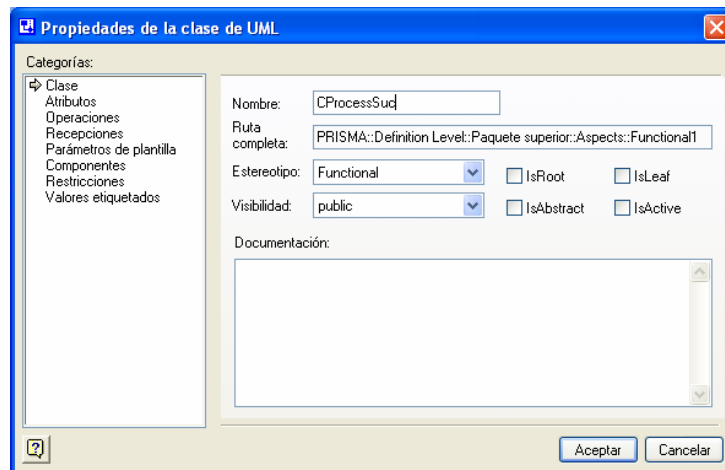 Propiedades de la clase de UML
Categorías:
Clase
Atributos
Operaciones
Recepciones
Parámetros de plantilla
Componentes
Restricciones
Valores etiquetados
Nombre: CProcessSuc
Ruta completa: PRISMA::Definition Level::Paquete superior::Aspects::Functional1
Estereotipo: Functional IsRoot IsLeaf
Visibilidad: public IsAbstract IsActive
Documentación:
Aceptar Cancelar